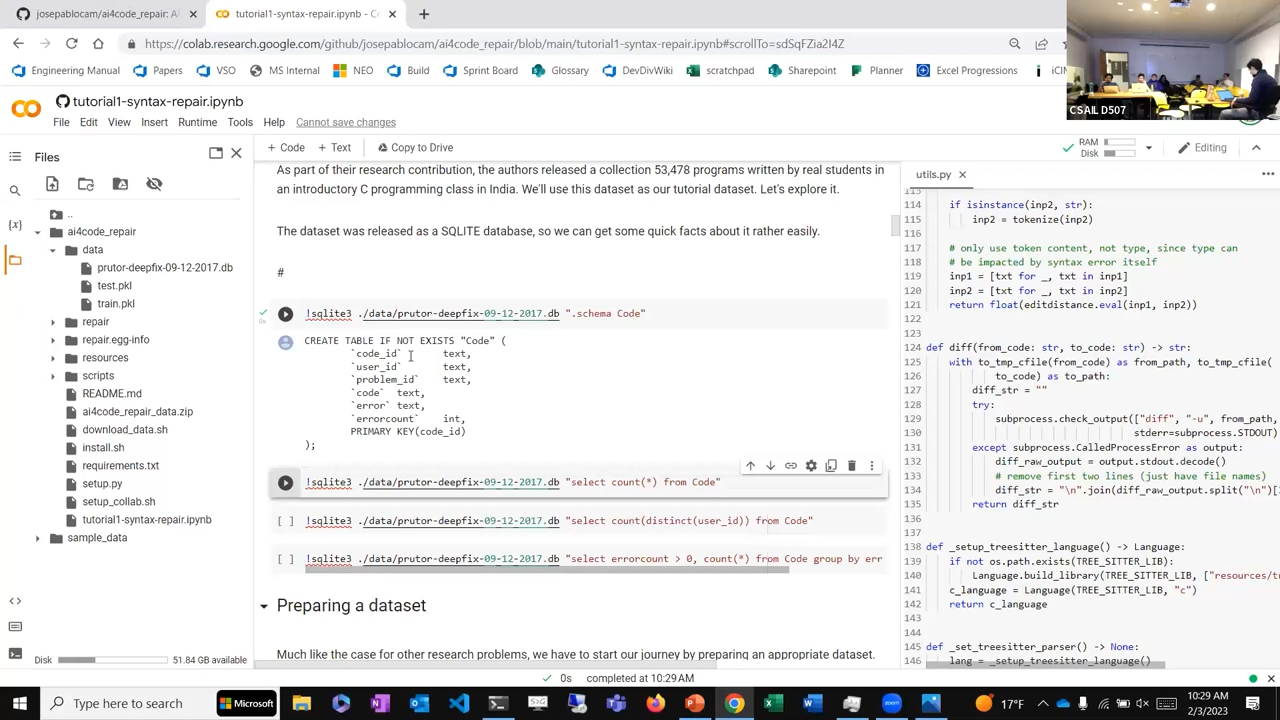 josepablocam/ai4code_repair: A
tutorial1-syntax-repair.ipynb - Co
https://colab.research.google.com/github/josepablocam/ai4code_repair/blob/main/tutorial1-syntax-repair.ipynb#scrollTo=sdSqFZia2I4Z
Engineering Manual
Papers
VSO
MS Internal
NEO
Build
Sprint Board
Glossary
DevDivWiki
scratchpad
Sharepoint
Planner
Excel Progressions
CSAIL D507
tutorial1-syntax-repair.ipynb
File Edit View Insert Runtime Tools Help Cannot save changes
Files
+ Code + Text Copy to Drive
RAM
Disk
Editing
..
ai4code_repair
data
prutor-deepfix-09-12-2017.db
test.pkl
train.pkl
repair
repair.egg-info
resources
scripts
README.md
ai4code_repair_data.zip
download_data.sh
install.sh
requirements.txt
setup.py
setup_collab.sh
tutorial1-syntax-repair.ipynb
sample_data
Disk 51.84 GB available
As part of their research contribution, the authors released a collection 53,478 programs written by real students in
an introductory C programming class in India. We'll use this dataset as our tutorial dataset. Let's explore it.
The dataset was released as a SQLITE database, so we can get some quick facts about it rather easily.
#
!sqlite3 ./data/prutor-deepfix-09-12-2017.db ".schema Code"
0s
CREATE TABLE IF NOT EXISTS "Code" (
`code_id` text,
`user_id` text,
`problem_id` text,
`code` text,
`error` text,
`errorcount` int,
PRIMARY KEY(code_id)
);
!sqlite3 ./data/prutor-deepfix-09-12-2017.db "select count(*) from Code"
[ ] !sqlite3 ./data/prutor-deepfix-09-12-2017.db "select count(distinct(user_id)) from Code"
[ ] !sqlite3 ./data/prutor-deepfix-09-12-2017.db "select errorcount > 0, count(*) from Code group by err
Preparing a dataset
Much like the case for other research problems, we have to start our journey by preparing an appropriate dataset.
utils.py
113
114 if isinstance(inp2, str):
115 inp2 = tokenize(inp2)
116
117 # only use token content, not type, since type can
118 # be impacted by syntax error itself
119 inp1 = [txt for _, txt in inp1]
120 inp2 = [txt for _, txt in inp2]
121 return float(editdistance.eval(inp1, inp2))
122
123
124 def diff(from_code: str, to_code: str) -> str:
125 with to_tmp_cfile(from_code) as from_path, to_tmp_cfile(
126 to_code) as to_path:
127 diff_str = ""
128 try:
129 subprocess.check_output(["diff", "-u", from_path,
130 stderr=subprocess.STDOUT)
131 except subprocess.CalledProcessError as output:
132 diff_raw_output = output.stdout.decode()
133 # remove first two lines (just have file names)
134 diff_str = "\n".join(diff_raw_output.split("\n")[
135 return diff_str
136
137
138 def _setup_treesitter_language() -> Language:
139 if not os.path.exists(TREE_SITTER_LIB):
140 Language.build_library(TREE_SITTER_LIB, ["resources/tr
141 c_language = Language(TREE_SITTER_LIB, "c")
142 return c_language
143
144
145 def _set_treesitter_parser() -> None:
146 lang = _setup_treesitter_language()
0s completed at 10:29 AM
Type here to search
Microsoft
17°F
10:29 AM
2/3/2023